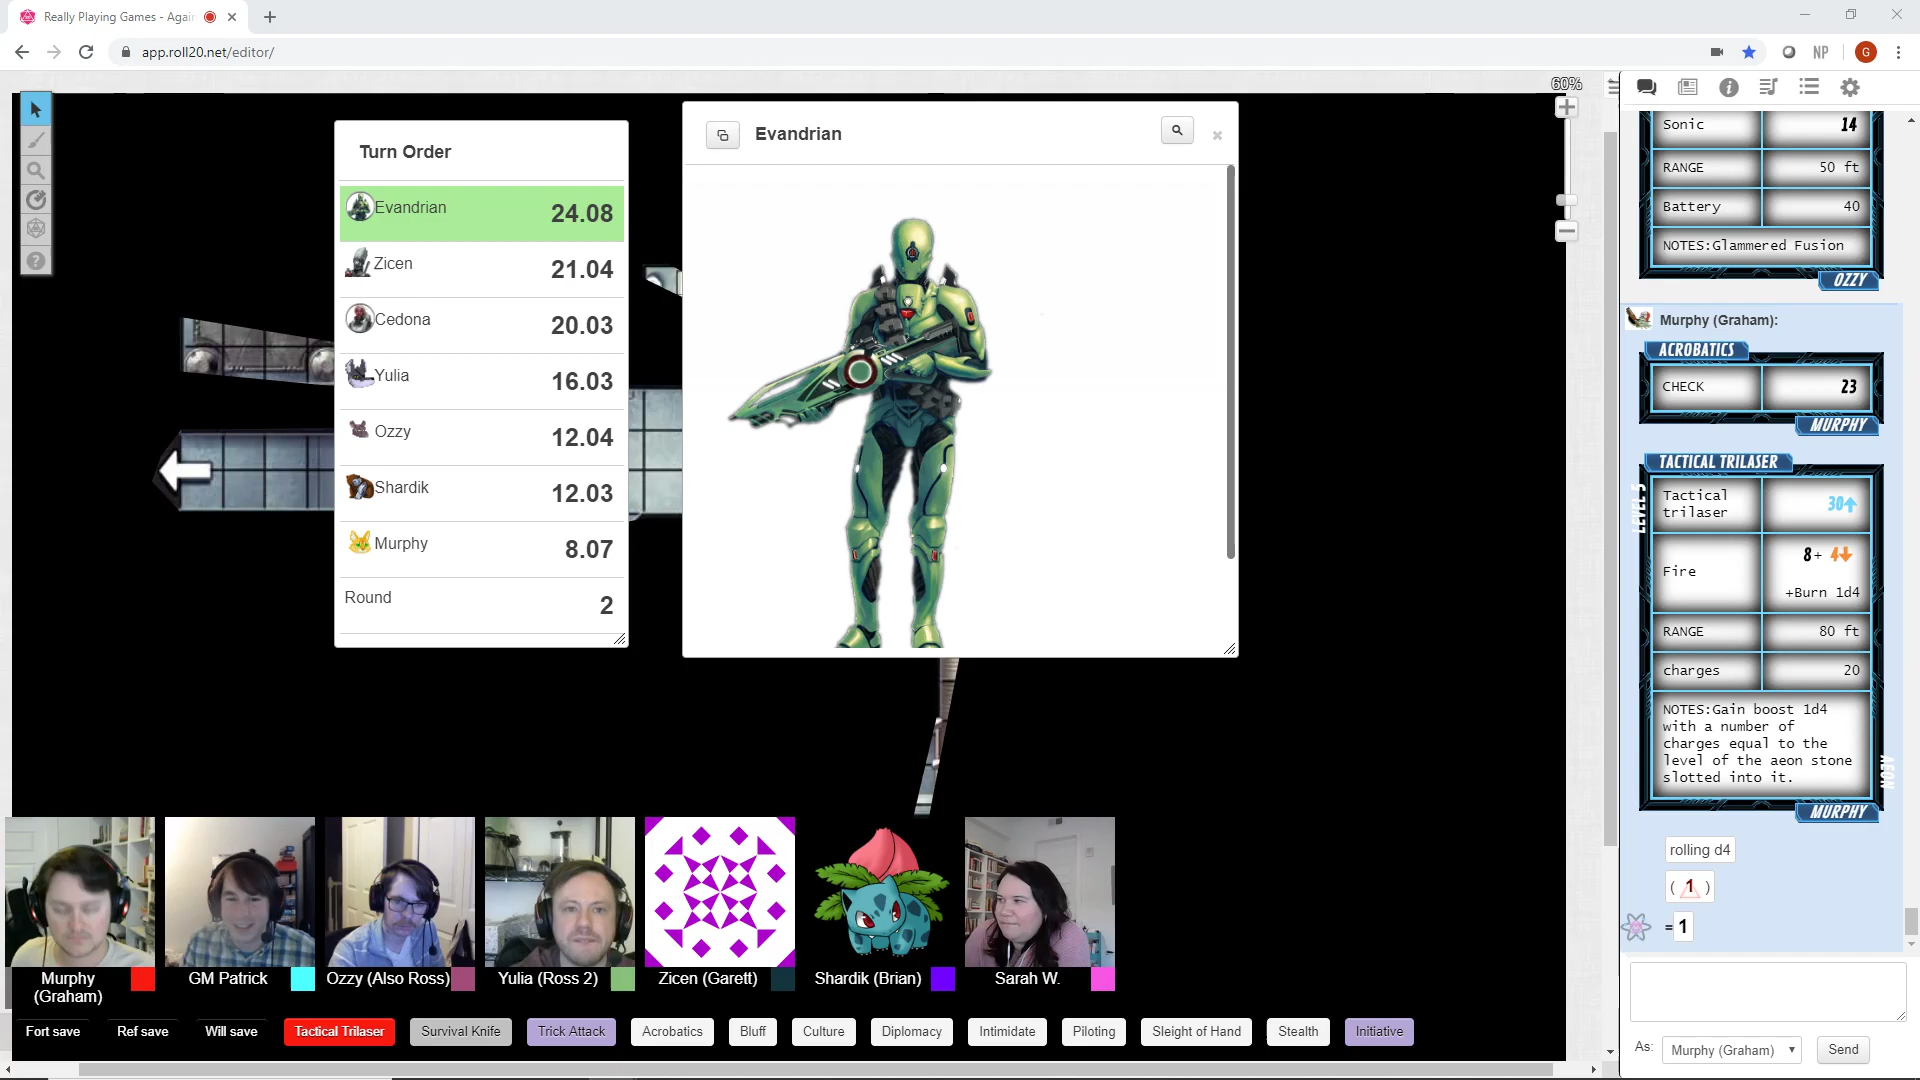 Really Playing Games - Again
app.roll20.net/editor/
NP
G
60%
Turn Order
Evandrian 24.08
Zicen 21.04
Cedona 20.03
Yulia 16.03
Ozzy 12.04
Shardik 12.03
Murphy 8.07
Round 2
Evandrian
Sonic 14
RANGE 50 ft
Battery 40
NOTES:Glammered Fusion
OZZY
Murphy (Graham):
ACROBATICS
CHECK 23
MURPHY
TACTICAL TRILASER
LEVEL 5
Tactical
trilaser 30
Fire 8+ 4
+Burn 1d4
RANGE 80 ft
charges 20
NOTES:Gain boost 1d4
with a number of
charges equal to the
level of the aeon stone
slotted into it.
AEON
MURPHY
rolling d4
( 1 )
=1
Murphy
(Graham)
GM Patrick
Ozzy (Also Ross)
Yulia (Ross 2)
Zicen (Garett)
Shardik (Brian)
Sarah W.
Fort save
Ref save
Will save
Tactical Trilaser
Survival Knife
Trick Attack
Acrobatics
Bluff
Culture
Diplomacy
Intimidate
Piloting
Sleight of Hand
Stealth
Initiative
As: Murphy (Graham)
Send